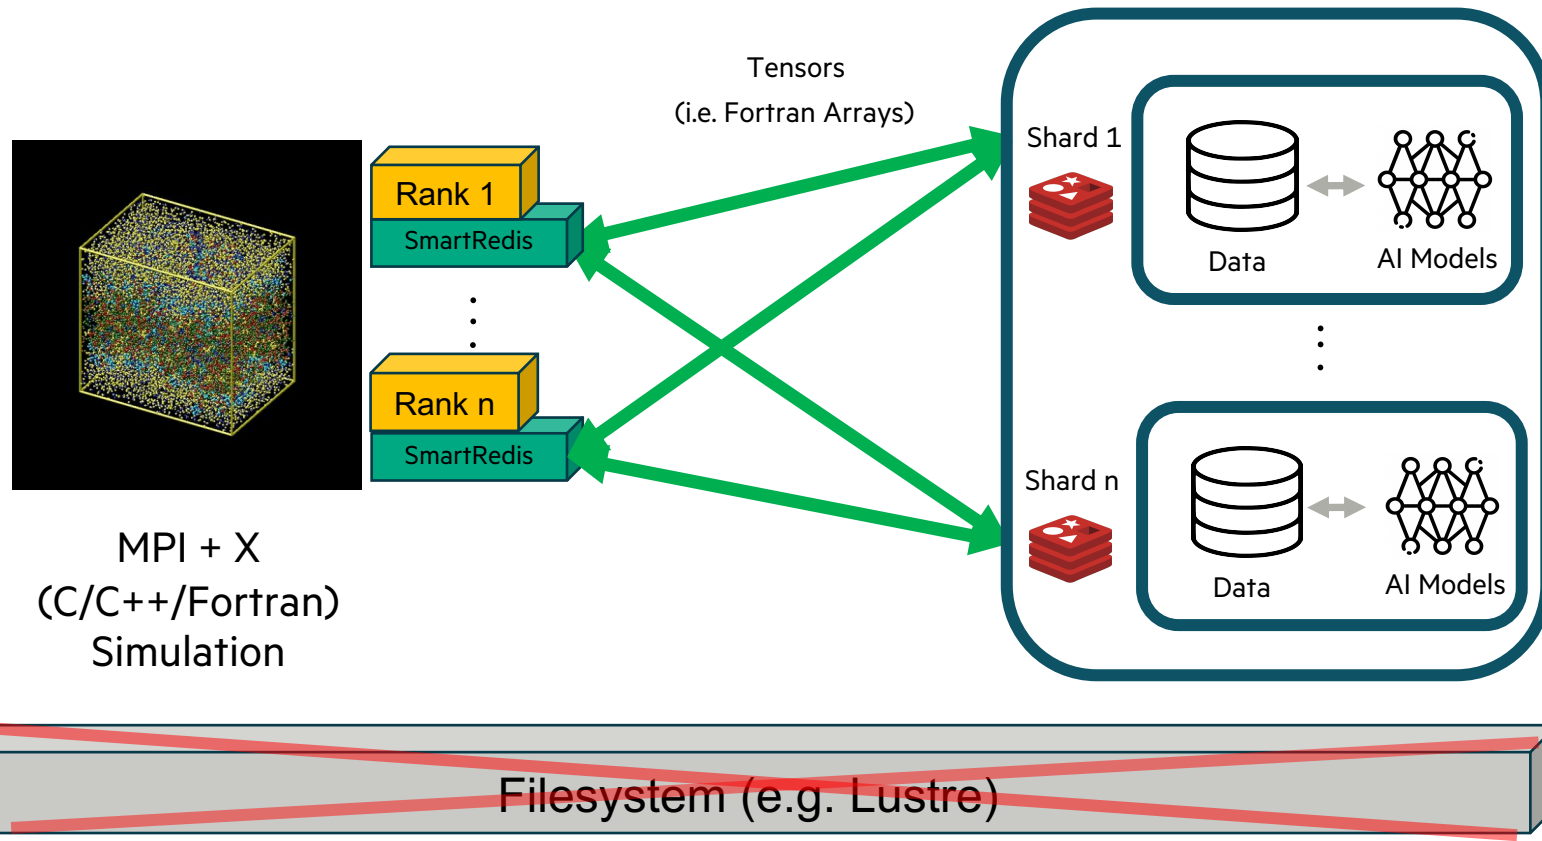 Tensors
(i.e. Fortran Arrays)
Rank 1
SmartRedis
Rank n
SmartRedis
MPI + X
(C/C++/Fortran)
Simulation
Shard 1
Data
AI Models
Shard n
Data
AI Models
Filesystem (e.g. Lustre)